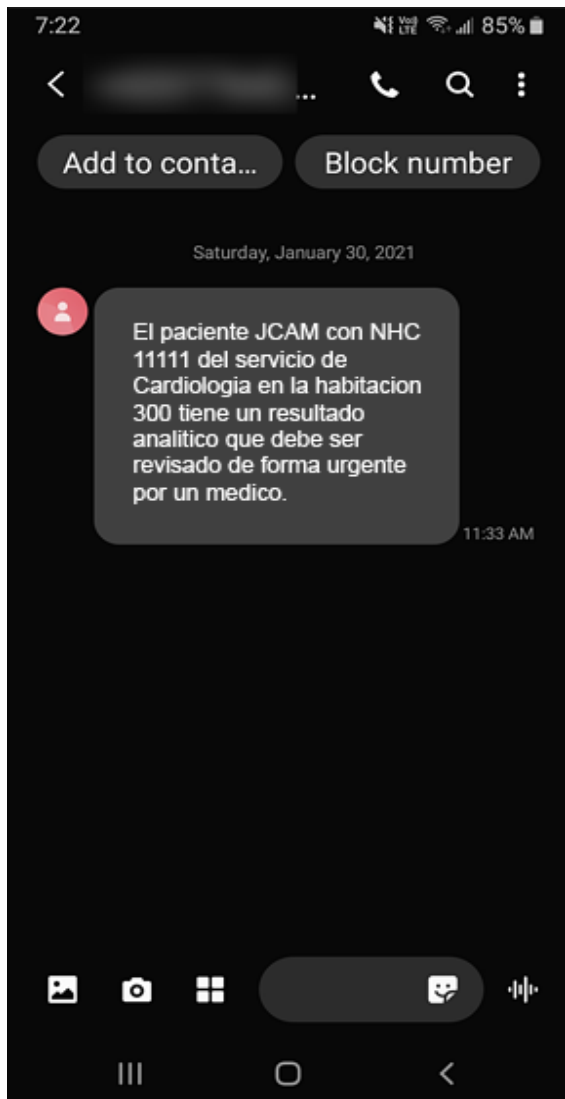 7:22 Vo) LTE 85%
...
Add to conta... Block number
Saturday, January 30, 2021
El paciente JCAM con NHC
11111 del servicio de
Cardiologia en la habitacion
300 tiene un resultado
analitico que debe ser
revisado de forma urgente
por un medico.
11:33 AM